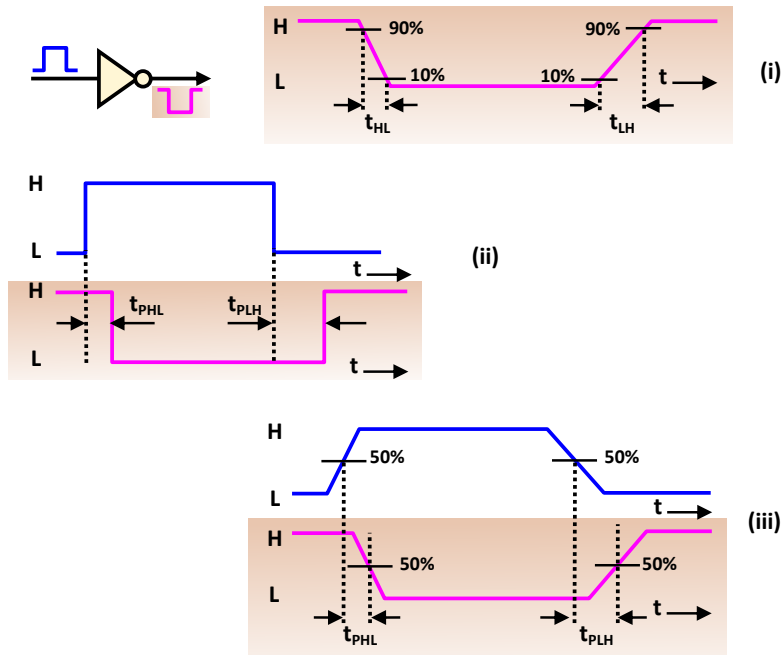 H 90% 90%
L 10% 10% t (i)
tHL tLH
H
L (ii)
t
H tPHL tPLH
L t
H
50% 50%
L t (iii)
H
50% 50%
L t
tPHL tPLH